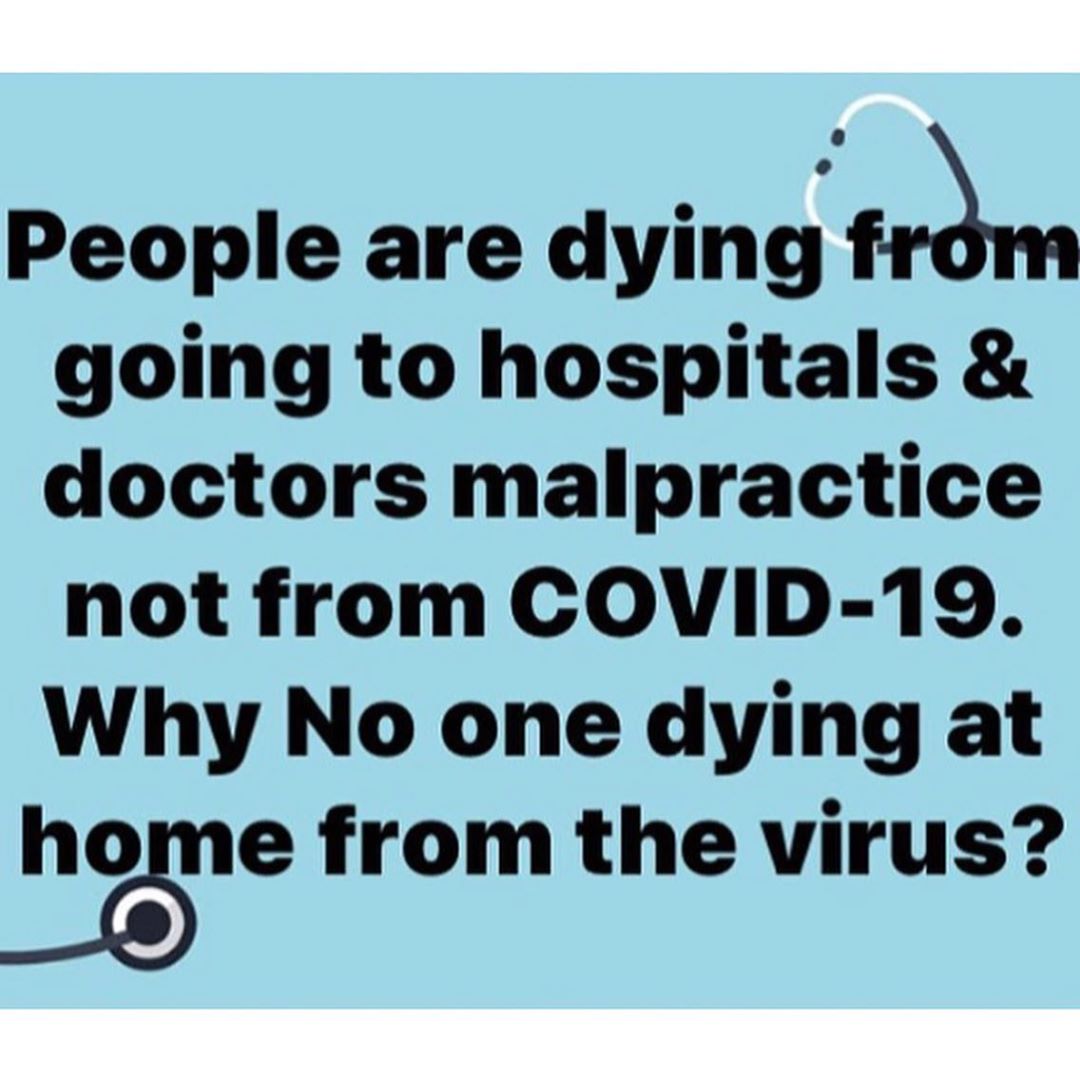 People are dying from
going to hospitals &
doctors malpractice
not from COVID-19.
Why No one dying at
home from the virus?